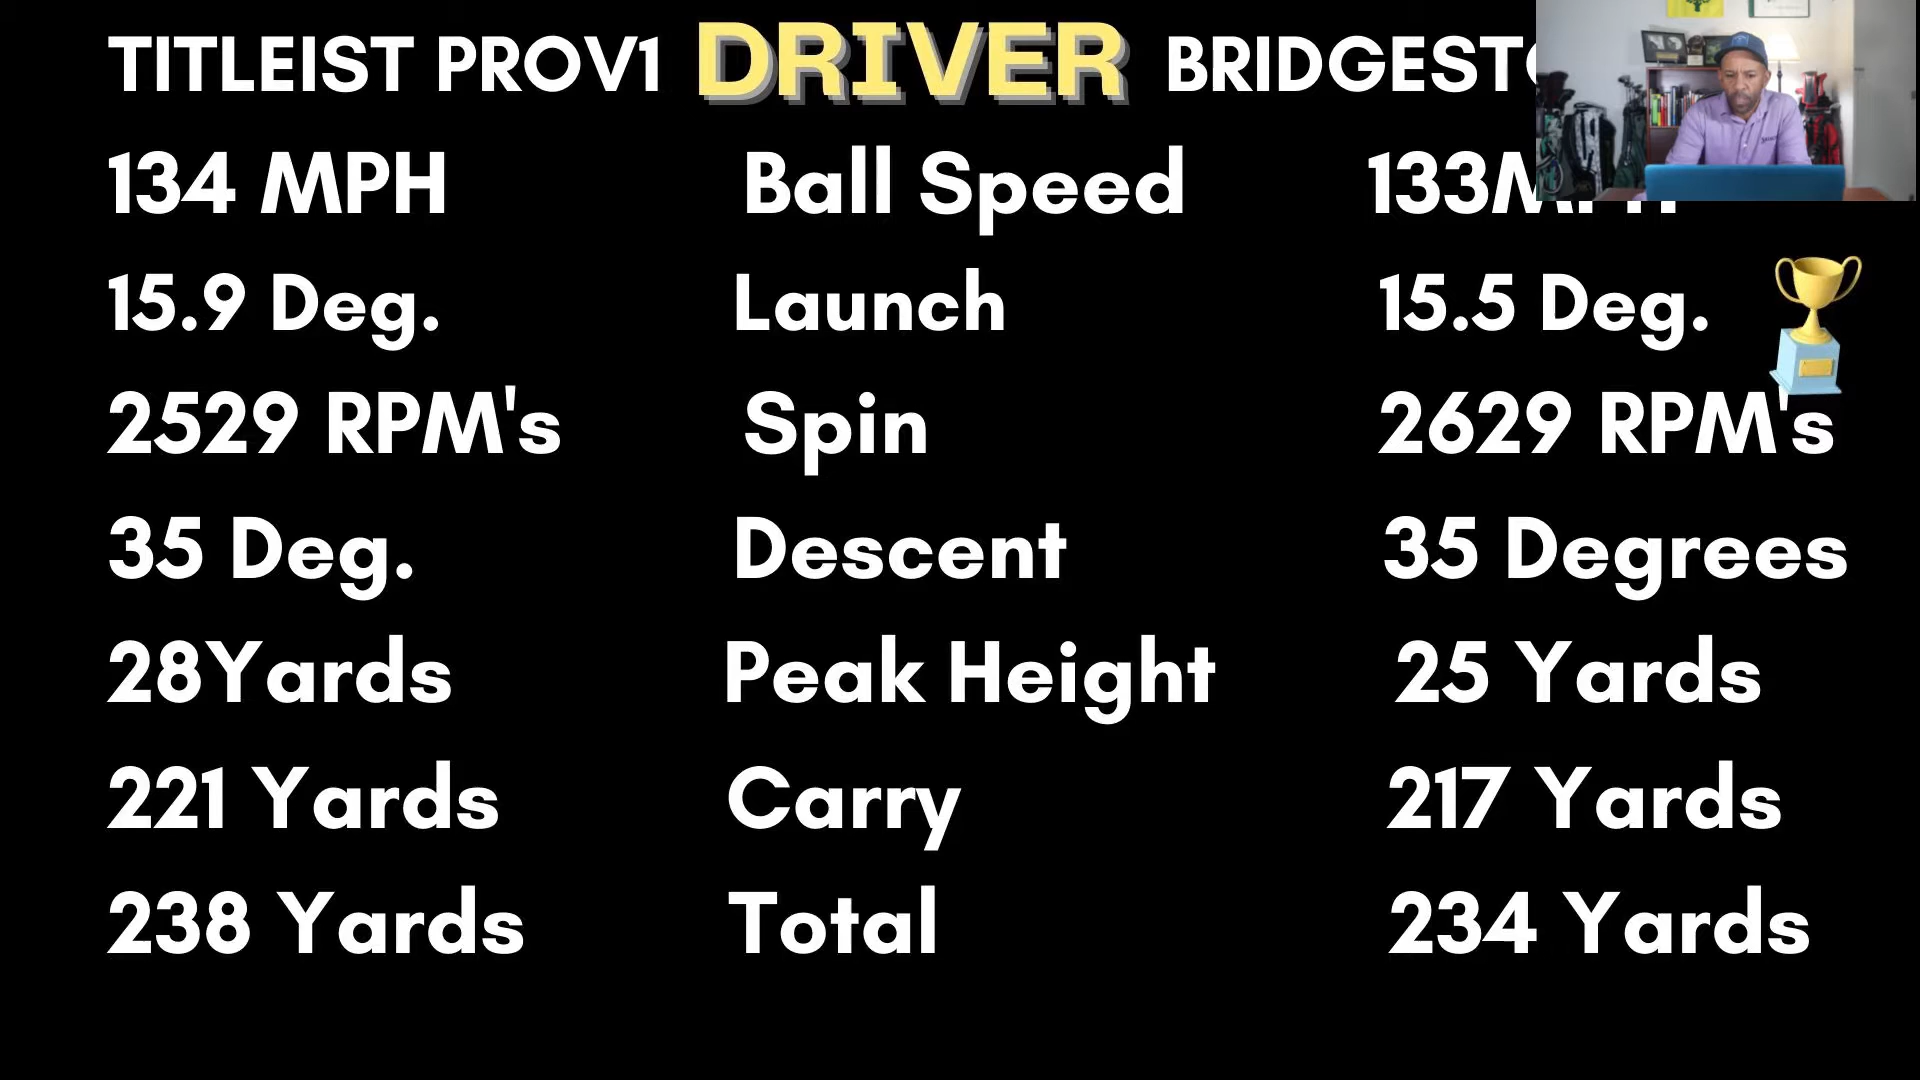 TITLEIST PROV1 DRIVER
134 MPH Ball Speed
15.9 Deg. Launch 15.5 Deg.
2529 RPM's Spin 2629 RPM's
35 Deg. Descent 35 Degrees
28Yards Peak Height 25 Yards
221 Yards Carry 217 Yards
238 Yards Total 234 Yards